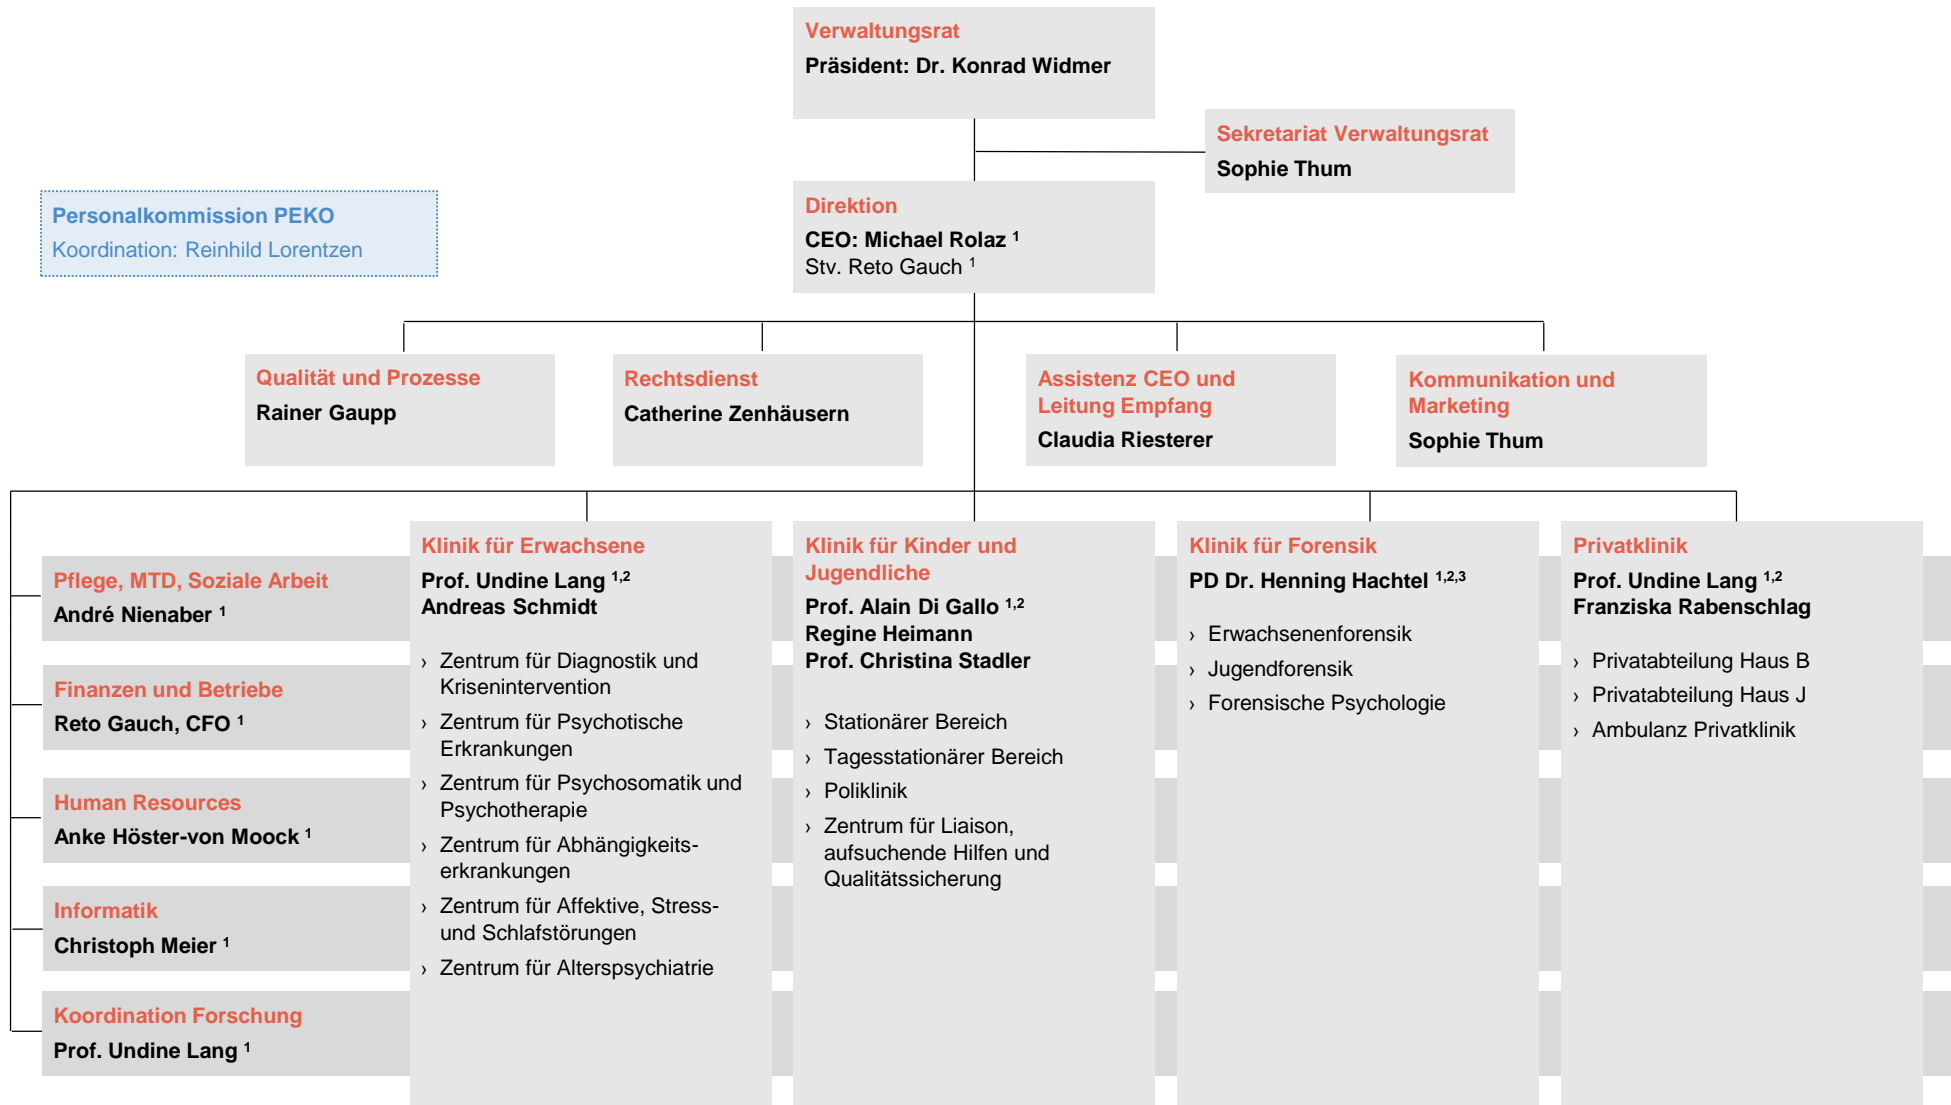 Verwaltungsrat
Präsident: Dr. Konrad Widmer
Sekretariat Verwaltungsrat
Sophie Thum
Personalkommission PEKO
Koordination: Reinhild Lorentzen
Direktion
CEO: Michael Rolaz 1
Stv. Reto Gauch 1
Qualität und Prozesse
Rainer Gaupp
Rechtsdienst
Catherine Zenhäusern
Assistenz CEO und
Leitung Empfang
Claudia Riesterer
Kommunikation und
Marketing
Sophie Thum
Pflege, MTD, Soziale Arbeit
André Nienaber 1
Finanzen und Betriebe
Reto Gauch, CFO 1
Human Resources
Anke Höster-von Moock 1
Informatik
Christoph Meier 1
Koordination Forschung
Prof. Undine Lang 1
Klinik für Erwachsene
Prof. Undine Lang 1,2
Andreas Schmidt
› Zentrum für Diagnostik und
Krisenintervention
› Zentrum für Psychotische
Erkrankungen
› Zentrum für Psychosomatik und
Psychotherapie
› Zentrum für Abhängigkeits-
erkrankungen
› Zentrum für Affektive, Stress-
und Schlafstörungen
› Zentrum für Alterspsychiatrie
Klinik für Kinder und
Jugendliche
Prof. Alain Di Gallo 1,2
Regine Heimann
Prof. Christina Stadler
› Stationärer Bereich
› Tagesstationärer Bereich
› Poliklinik
› Zentrum für Liaison,
aufsuchende Hilfen und
Qualitätssicherung
Klinik für Forensik
PD Dr. Henning Hachtel 1,2,3
› Erwachsenenforensik
› Jugendforensik
› Forensische Psychologie
Privatklinik
Prof. Undine Lang 1,2
Franziska Rabenschlag
› Privatabteilung Haus B
› Privatabteilung Haus J
› Ambulanz Privatklinik